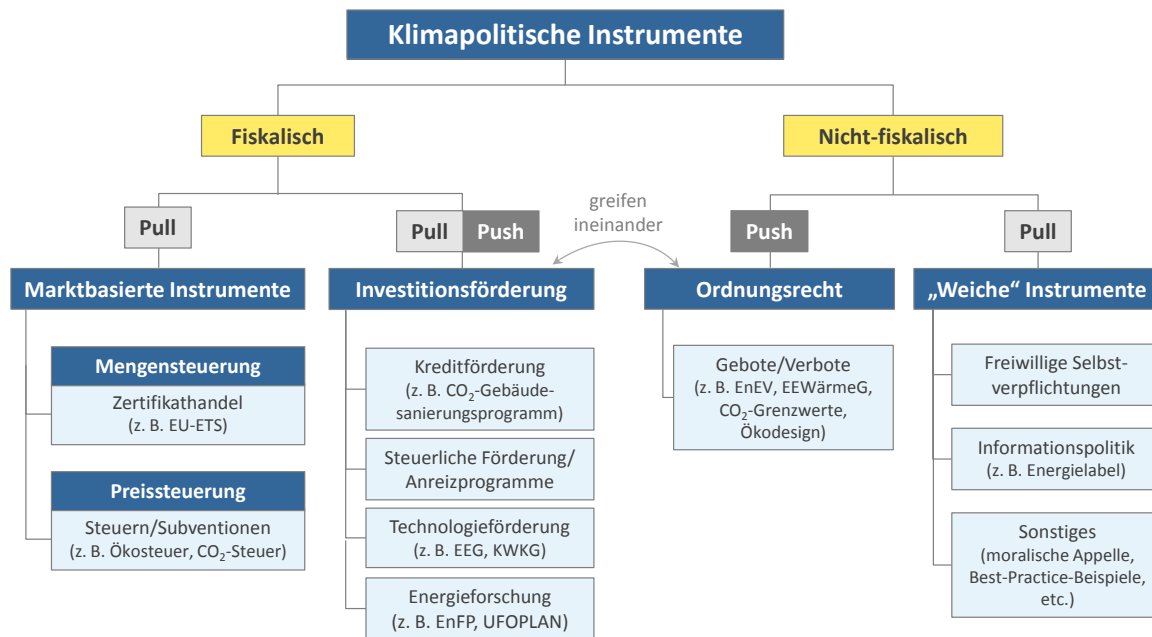 Klimapolitische Instrumente
Fiskalisch
Nicht-fiskalisch
greifen
ineinander
Pull
Pull
Push
Push
Pull
Marktbasierte Instrumente
Mengensteuerung
Zertifikathandel
(z. B. EU-ETS)
Preissteuerung
Steuern/Subventionen
(z. B. Ökosteuer, CO₂-Steuer)
Investitionsförderung
Kreditförderung
(z. B. CO₂-Gebäude-
sanierungsprogramm)
Steuerliche Förderung/
Anreizprogramme
Technologieförderung
(z. B. EEG, KWKG)
Energieforschung
(z. B. EnFP, UFOPLAN)
Ordnungsrecht
Gebote/Verbote
(z. B. EnEV, EEWärmeG,
CO₂-Grenzwerte,
Ökodesign)
„Weiche“ Instrumente
Freiwillige Selbst-
verpflichtungen
Informationspolitik
(z. B. Energielabel)
Sonstiges
(moralische Appelle,
Best-Practice-Beispiele,
etc.)